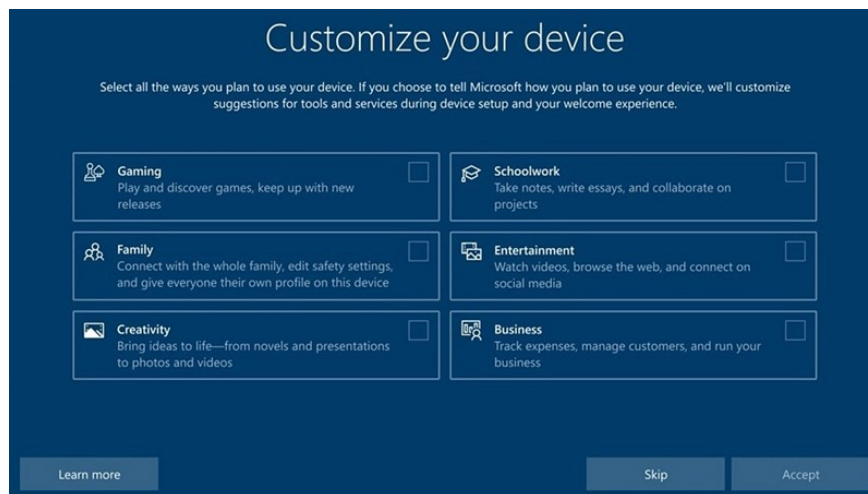 Customize your device
Select all the ways you plan to use your device. If you choose to tell Microsoft how you plan to use your device, we'll customize
suggestions for tools and services during device setup and your welcome experience.
Gaming
Play and discover games, keep up with new
releases
Schoolwork
Take notes, write essays, and collaborate on
projects
Family
Connect with the whole family, edit safety settings,
and give everyone their own profile on this device
Entertainment
Watch videos, browse the web, and connect on
social media
Creativity
Bring ideas to life—from novels and presentations
to photos and videos
Business
Track expenses, manage customers, and run your
business
Learn more
Skip
Accept